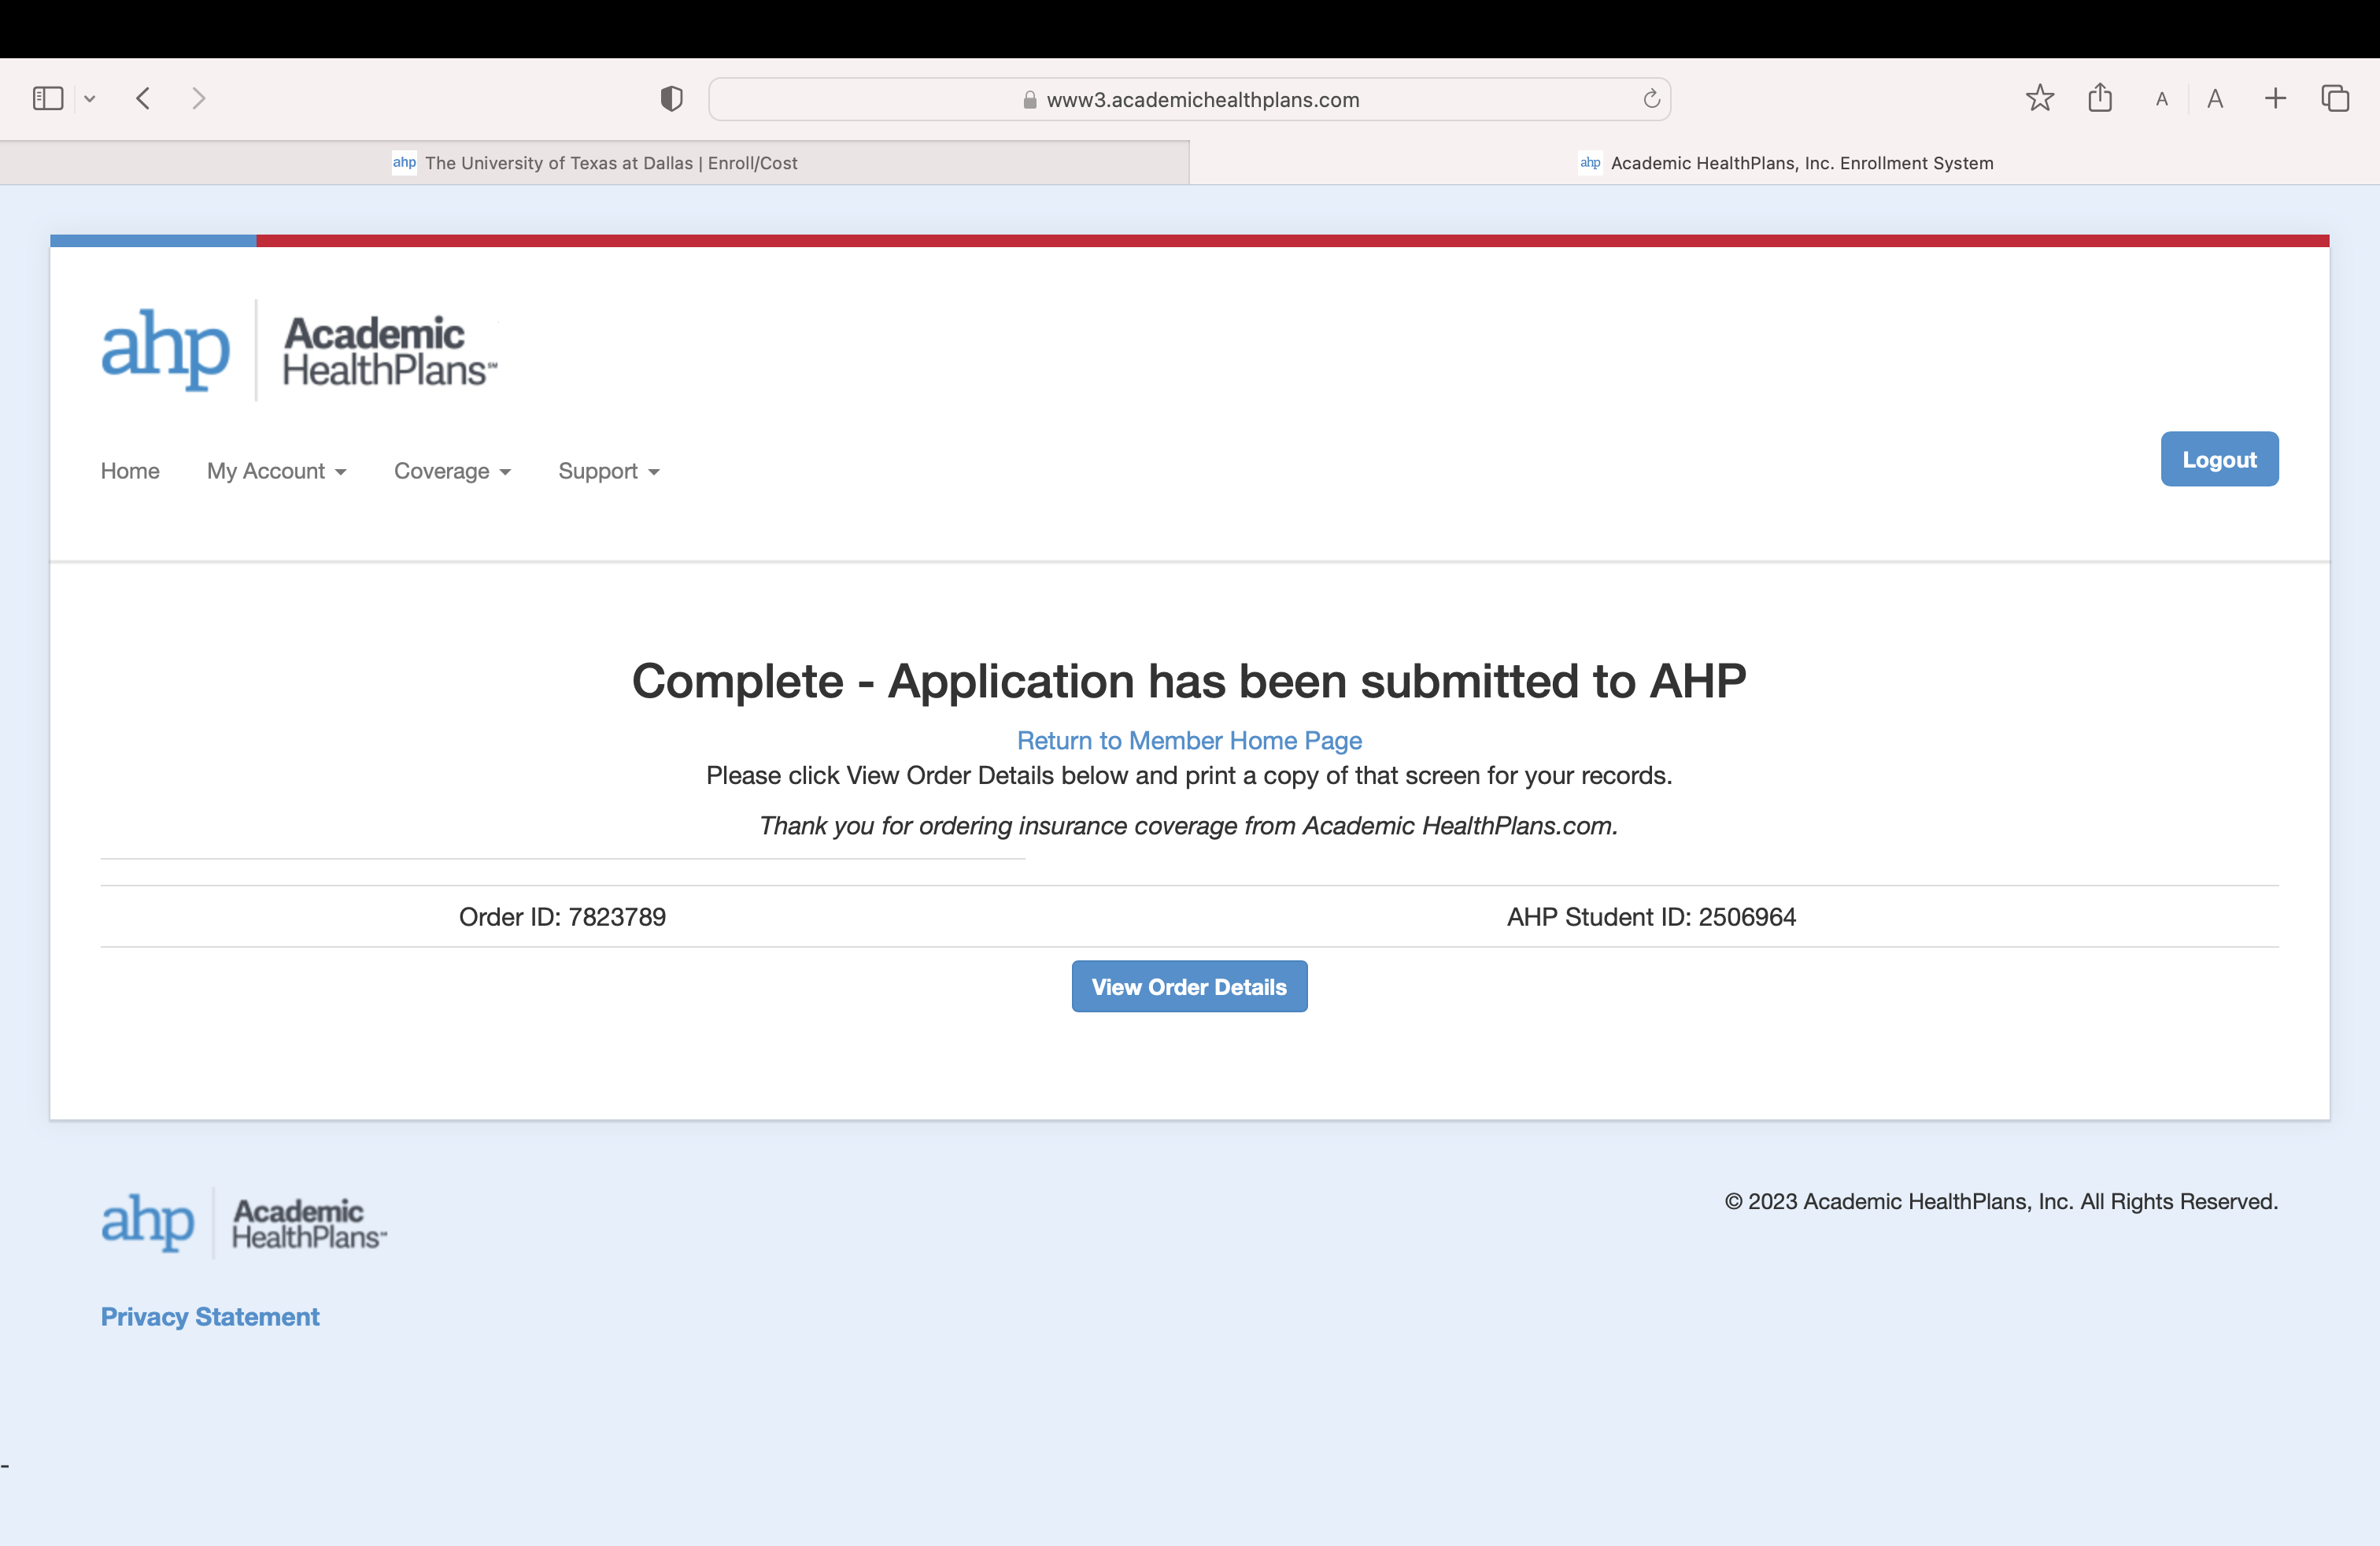 www3.academichealthplans.com
A A
ahp The University of Texas at Dallas | Enroll/Cost
ahp Academic HealthPlans, Inc. Enrollment System
ahp
Academic
HealthPlans℠
Home My Account Coverage Support
Logout
Complete - Application has been submitted to AHP
Return to Member Home Page
Please click View Order Details below and print a copy of that screen for your records.
Thank you for ordering insurance coverage from Academic HealthPlans.com.
Order ID: 7823789 AHP Student ID: 2506964
View Order Details
ahp
Academic
HealthPlans℠
© 2023 Academic HealthPlans, Inc. All Rights Reserved.
Privacy Statement
-